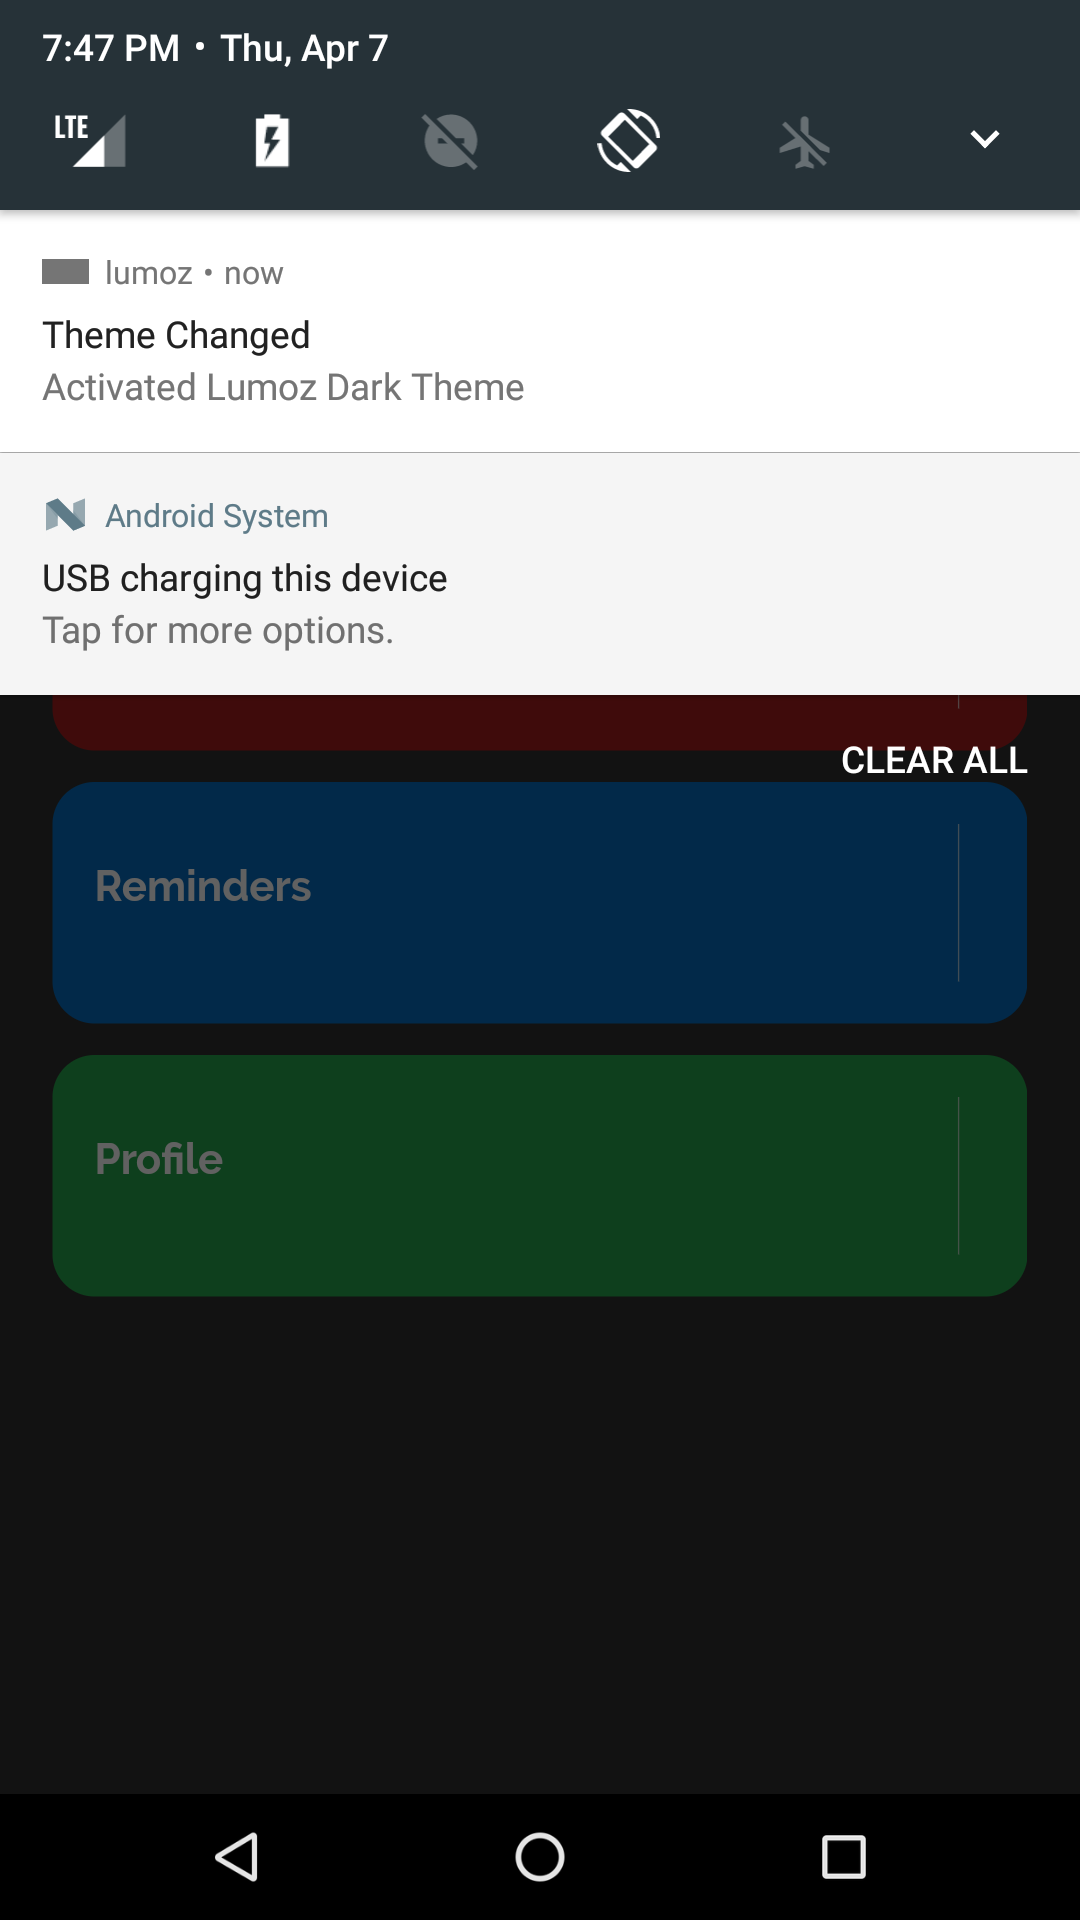 7:47 PM • Thu, Apr 7
LTE
lumoz • now
Theme Changed
Activated Lumoz Dark Theme
Android System
USB charging this device
Tap for more options.
CLEAR ALL
Reminders
Profile